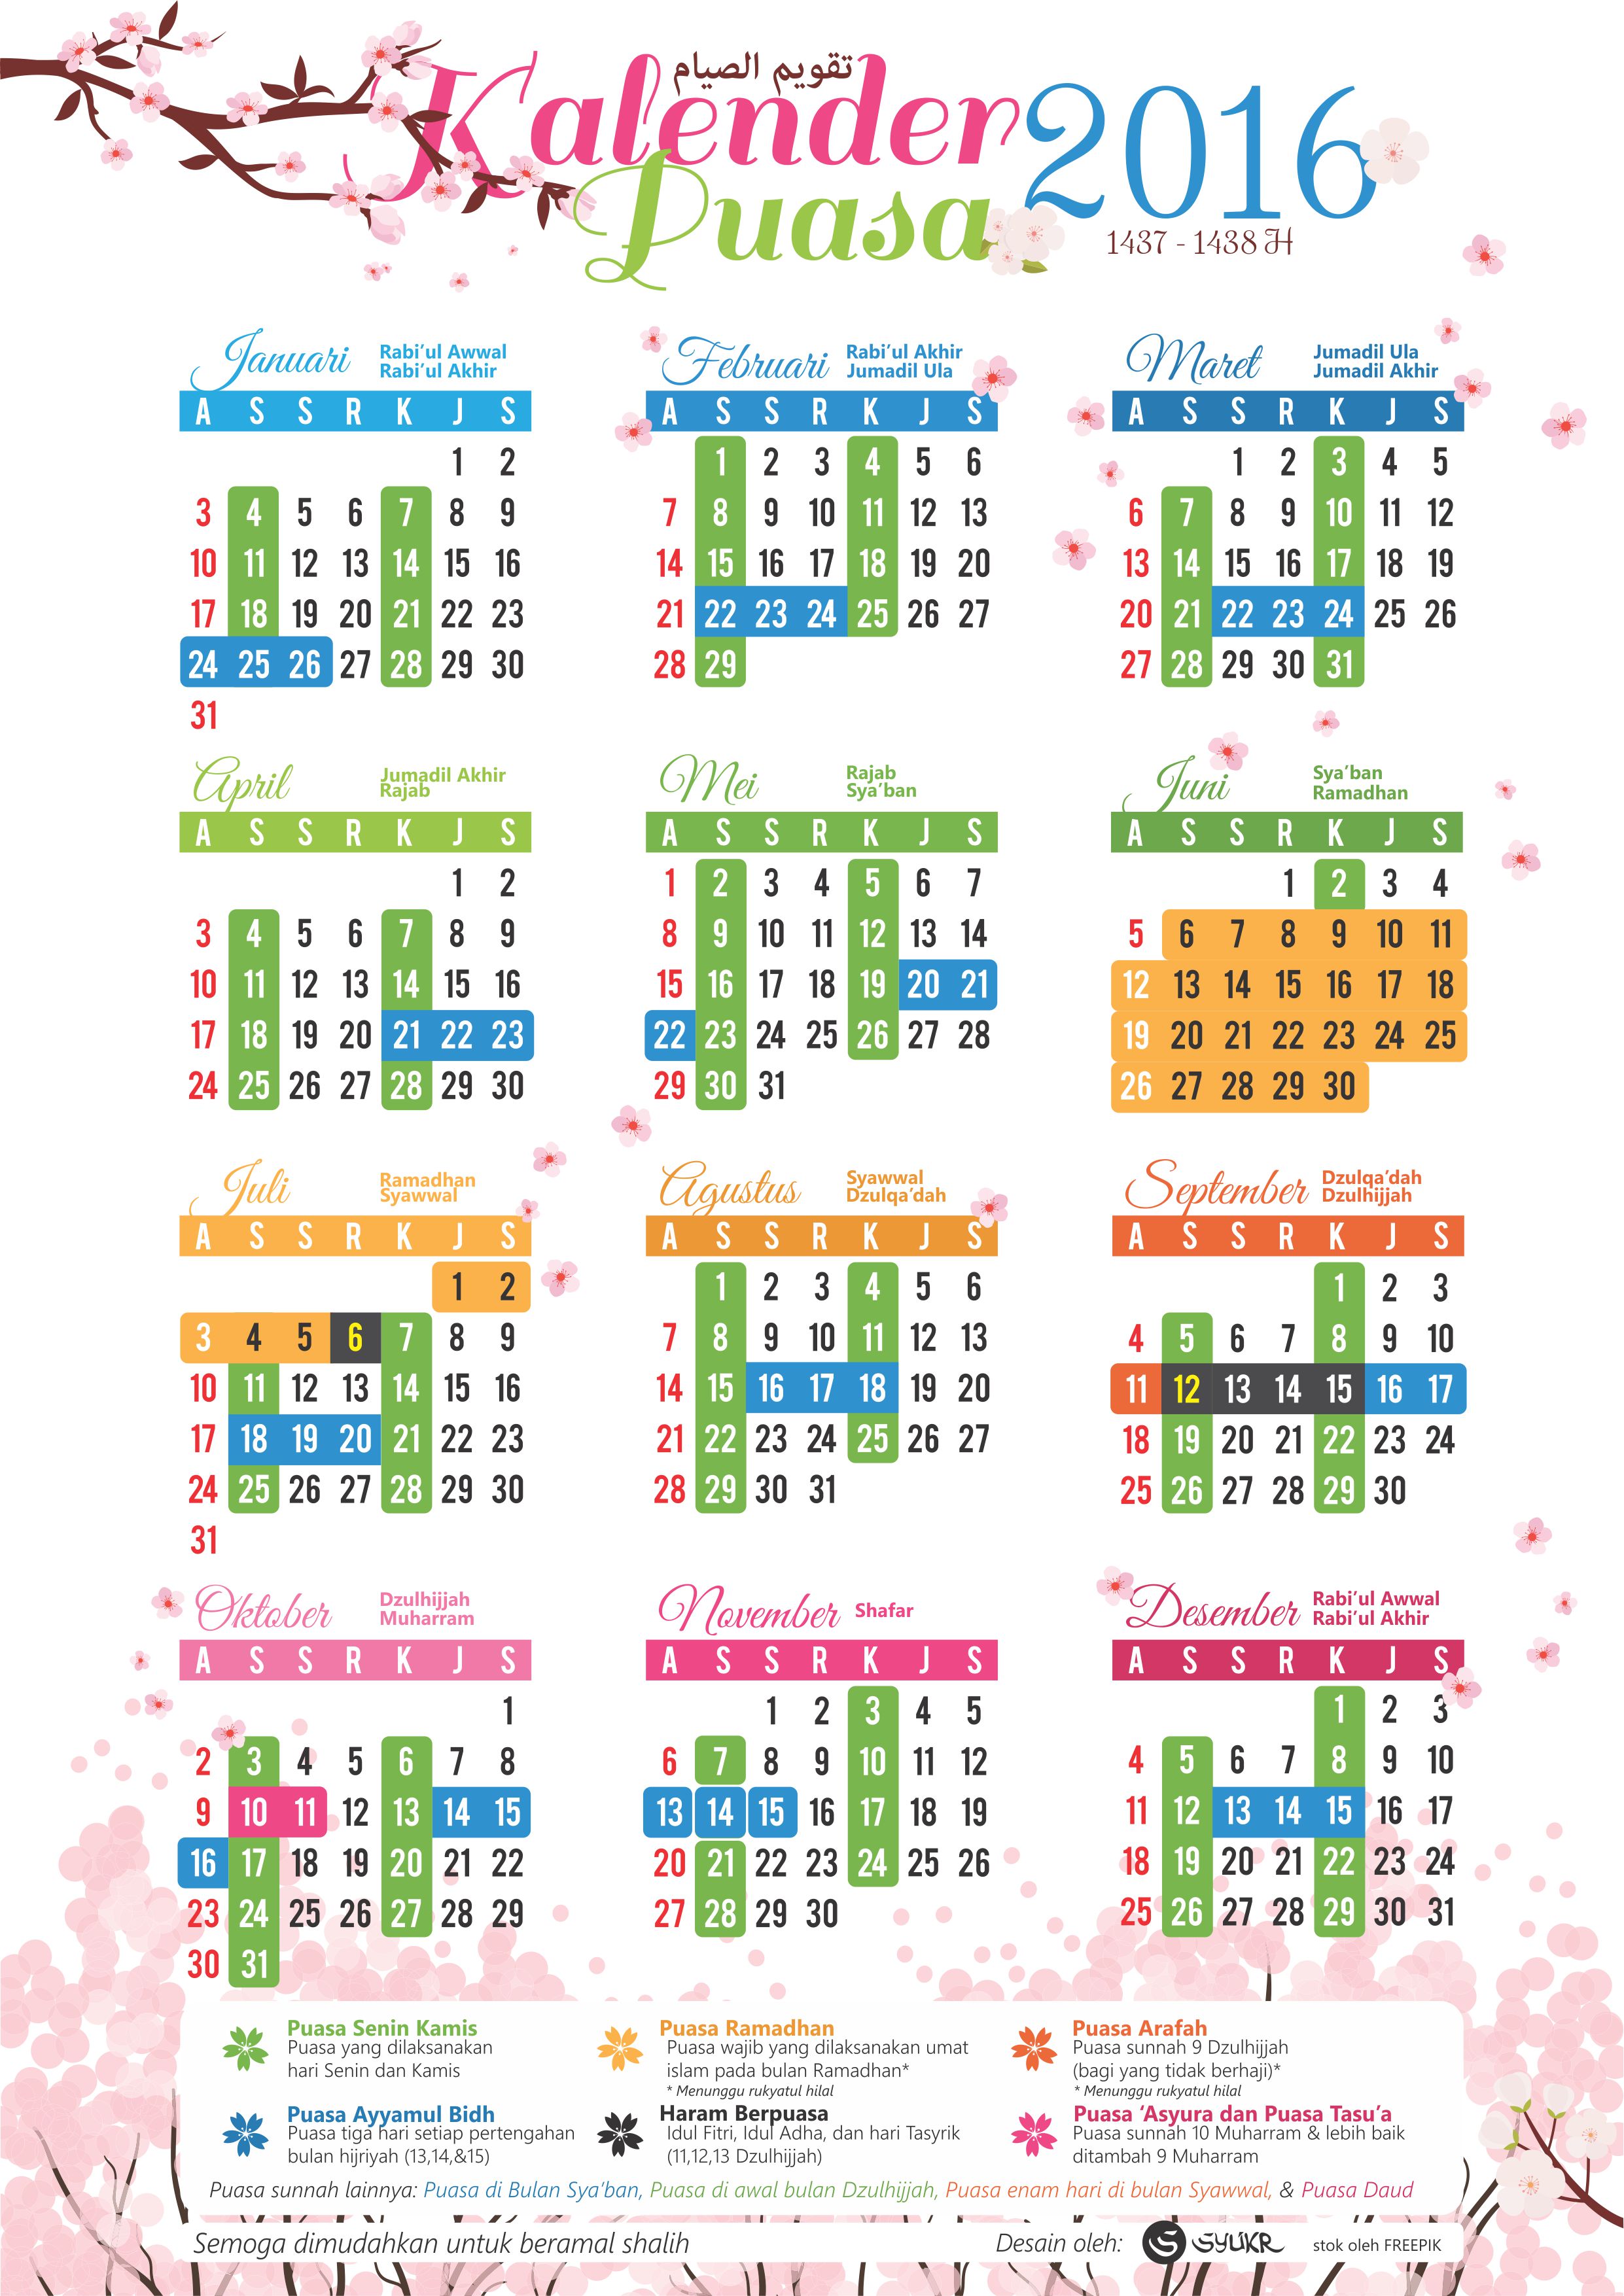 تقويم الصيام
Kalender 2016
Puasa
1437 - 1438 H
Januari Rabi'ul Awwal
Rabi'ul Akhir
A S S R K J S
1 2
3 4 5 6 7 8 9
10 11 12 13 14 15 16
17 18 19 20 21 22 23
24 25 26 27 28 29 30
31
Februari Rabi'ul Akhir
Jumadil Ula
A S S R K J S
1 2 3 4 5 6
7 8 9 10 11 12 13
14 15 16 17 18 19 20
21 22 23 24 25 26 27
28 29
Maret Jumadil Ula
Jumadil Akhir
A S S R K J S
1 2 3 4 5
6 7 8 9 10 11 12
13 14 15 16 17 18 19
20 21 22 23 24 25 26
27 28 29 30 31
April Jumadil Akhir
Rajab
A S S R K J S
1 2
3 4 5 6 7 8 9
10 11 12 13 14 15 16
17 18 19 20 21 22 23
24 25 26 27 28 29 30
Mei Rajab
Sya'ban
A S S R K J S
1 2 3 4 5 6 7
8 9 10 11 12 13 14
15 16 17 18 19 20 21
22 23 24 25 26 27 28
29 30 31
Juni Sya'ban
Ramadhan
A S S R K J S
1 2 3 4
5 6 7 8 9 10 11
12 13 14 15 16 17 18
19 20 21 22 23 24 25
26 27 28 29 30
Juli Ramadhan
Syawwal
A S S R K J S
1 2
3 4 5 6 7 8 9
10 11 12 13 14 15 16
17 18 19 20 21 22 23
24 25 26 27 28 29 30
31
Agustus Syawwal
Dzulqa'dah
A S S R K J S
1 2 3 4 5 6
7 8 9 10 11 12 13
14 15 16 17 18 19 20
21 22 23 24 25 26 27
28 29 30 31
September Dzulqa'dah
Dzulhijjah
A S S R K J S
1 2 3
4 5 6 7 8 9 10
11 12 13 14 15 16 17
18 19 20 21 22 23 24
25 26 27 28 29 30
Oktober Dzulhijjah
Muharram
A S S R K J S
1
2 3 4 5 6 7 8
9 10 11 12 13 14 15
16 17 18 19 20 21 22
23 24 25 26 27 28 29
30 31
November Shafar
A S S R K J S
1 2 3 4 5
6 7 8 9 10 11 12
13 14 15 16 17 18 19
20 21 22 23 24 25 26
27 28 29 30
Desember Rabi'ul Awwal
Rabi'ul Akhir
A S S R K J S
1 2 3
4 5 6 7 8 9 10
11 12 13 14 15 16 17
18 19 20 21 22 23 24
25 26 27 28 29 30 31
Puasa Senin Kamis
Puasa yang dilaksanakan
hari Senin dan Kamis
Puasa Ramadhan
Puasa wajib yang dilaksanakan umat
islam pada bulan Ramadhan*
* Menunggu rukyatul hilal
Puasa Arafah
Puasa sunnah 9 Dzulhijjah
(bagi yang tidak berhaji)*
* Menunggu rukyatul hilal
Puasa Ayyamul Bidh
Puasa tiga hari setiap pertengahan
bulan hijriyah (13,14,&15)
Haram Berpuasa
Idul Fitri, Idul Adha, dan hari Tasyrik
(11,12,13 Dzulhijjah)
Puasa 'Asyura dan Puasa Tasu'a
Puasa sunnah 10 Muharram & lebih baik
ditambah 9 Muharram
Puasa sunnah lainnya: Puasa di Bulan Sya'ban, Puasa di awal bulan Dzulhijjah, Puasa enam hari di bulan Syawwal, & Puasa Daud
Semoga dimudahkan untuk beramal shalih
Desain oleh: SYUKR stok oleh FREEPIK